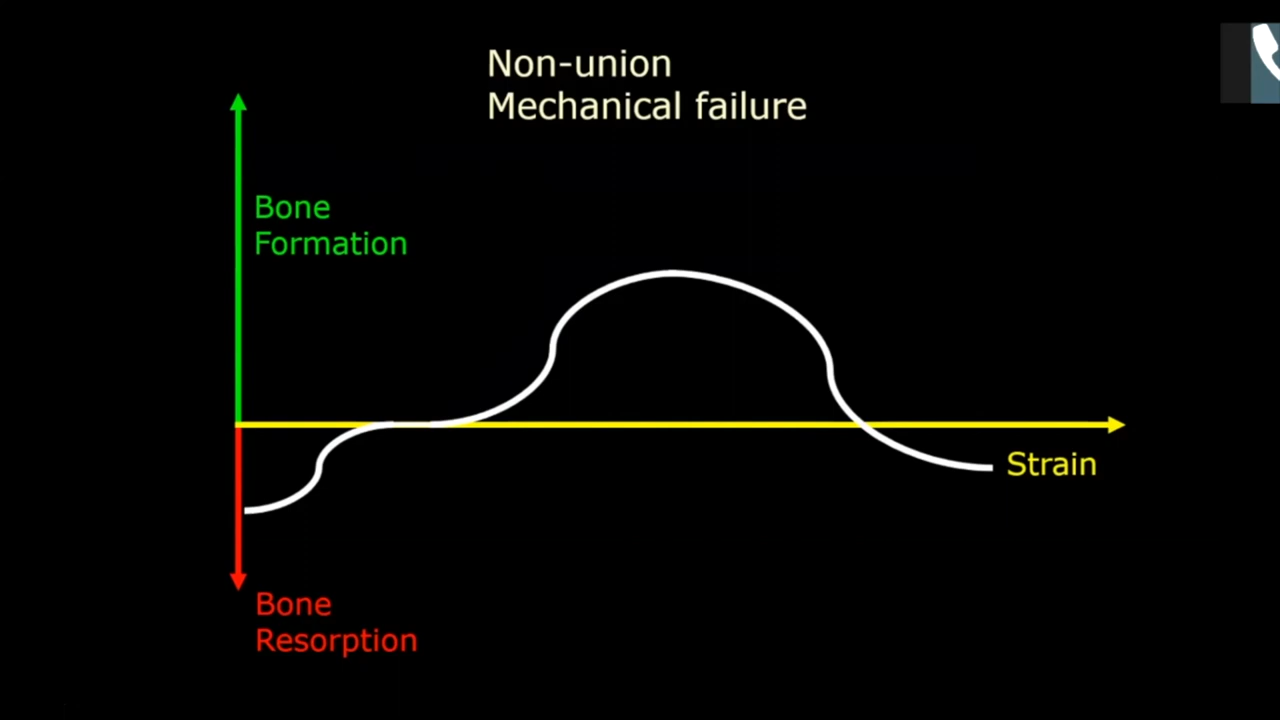 Non-union
Mechanical failure
Bone
Formation
Strain
Bone
Resorption